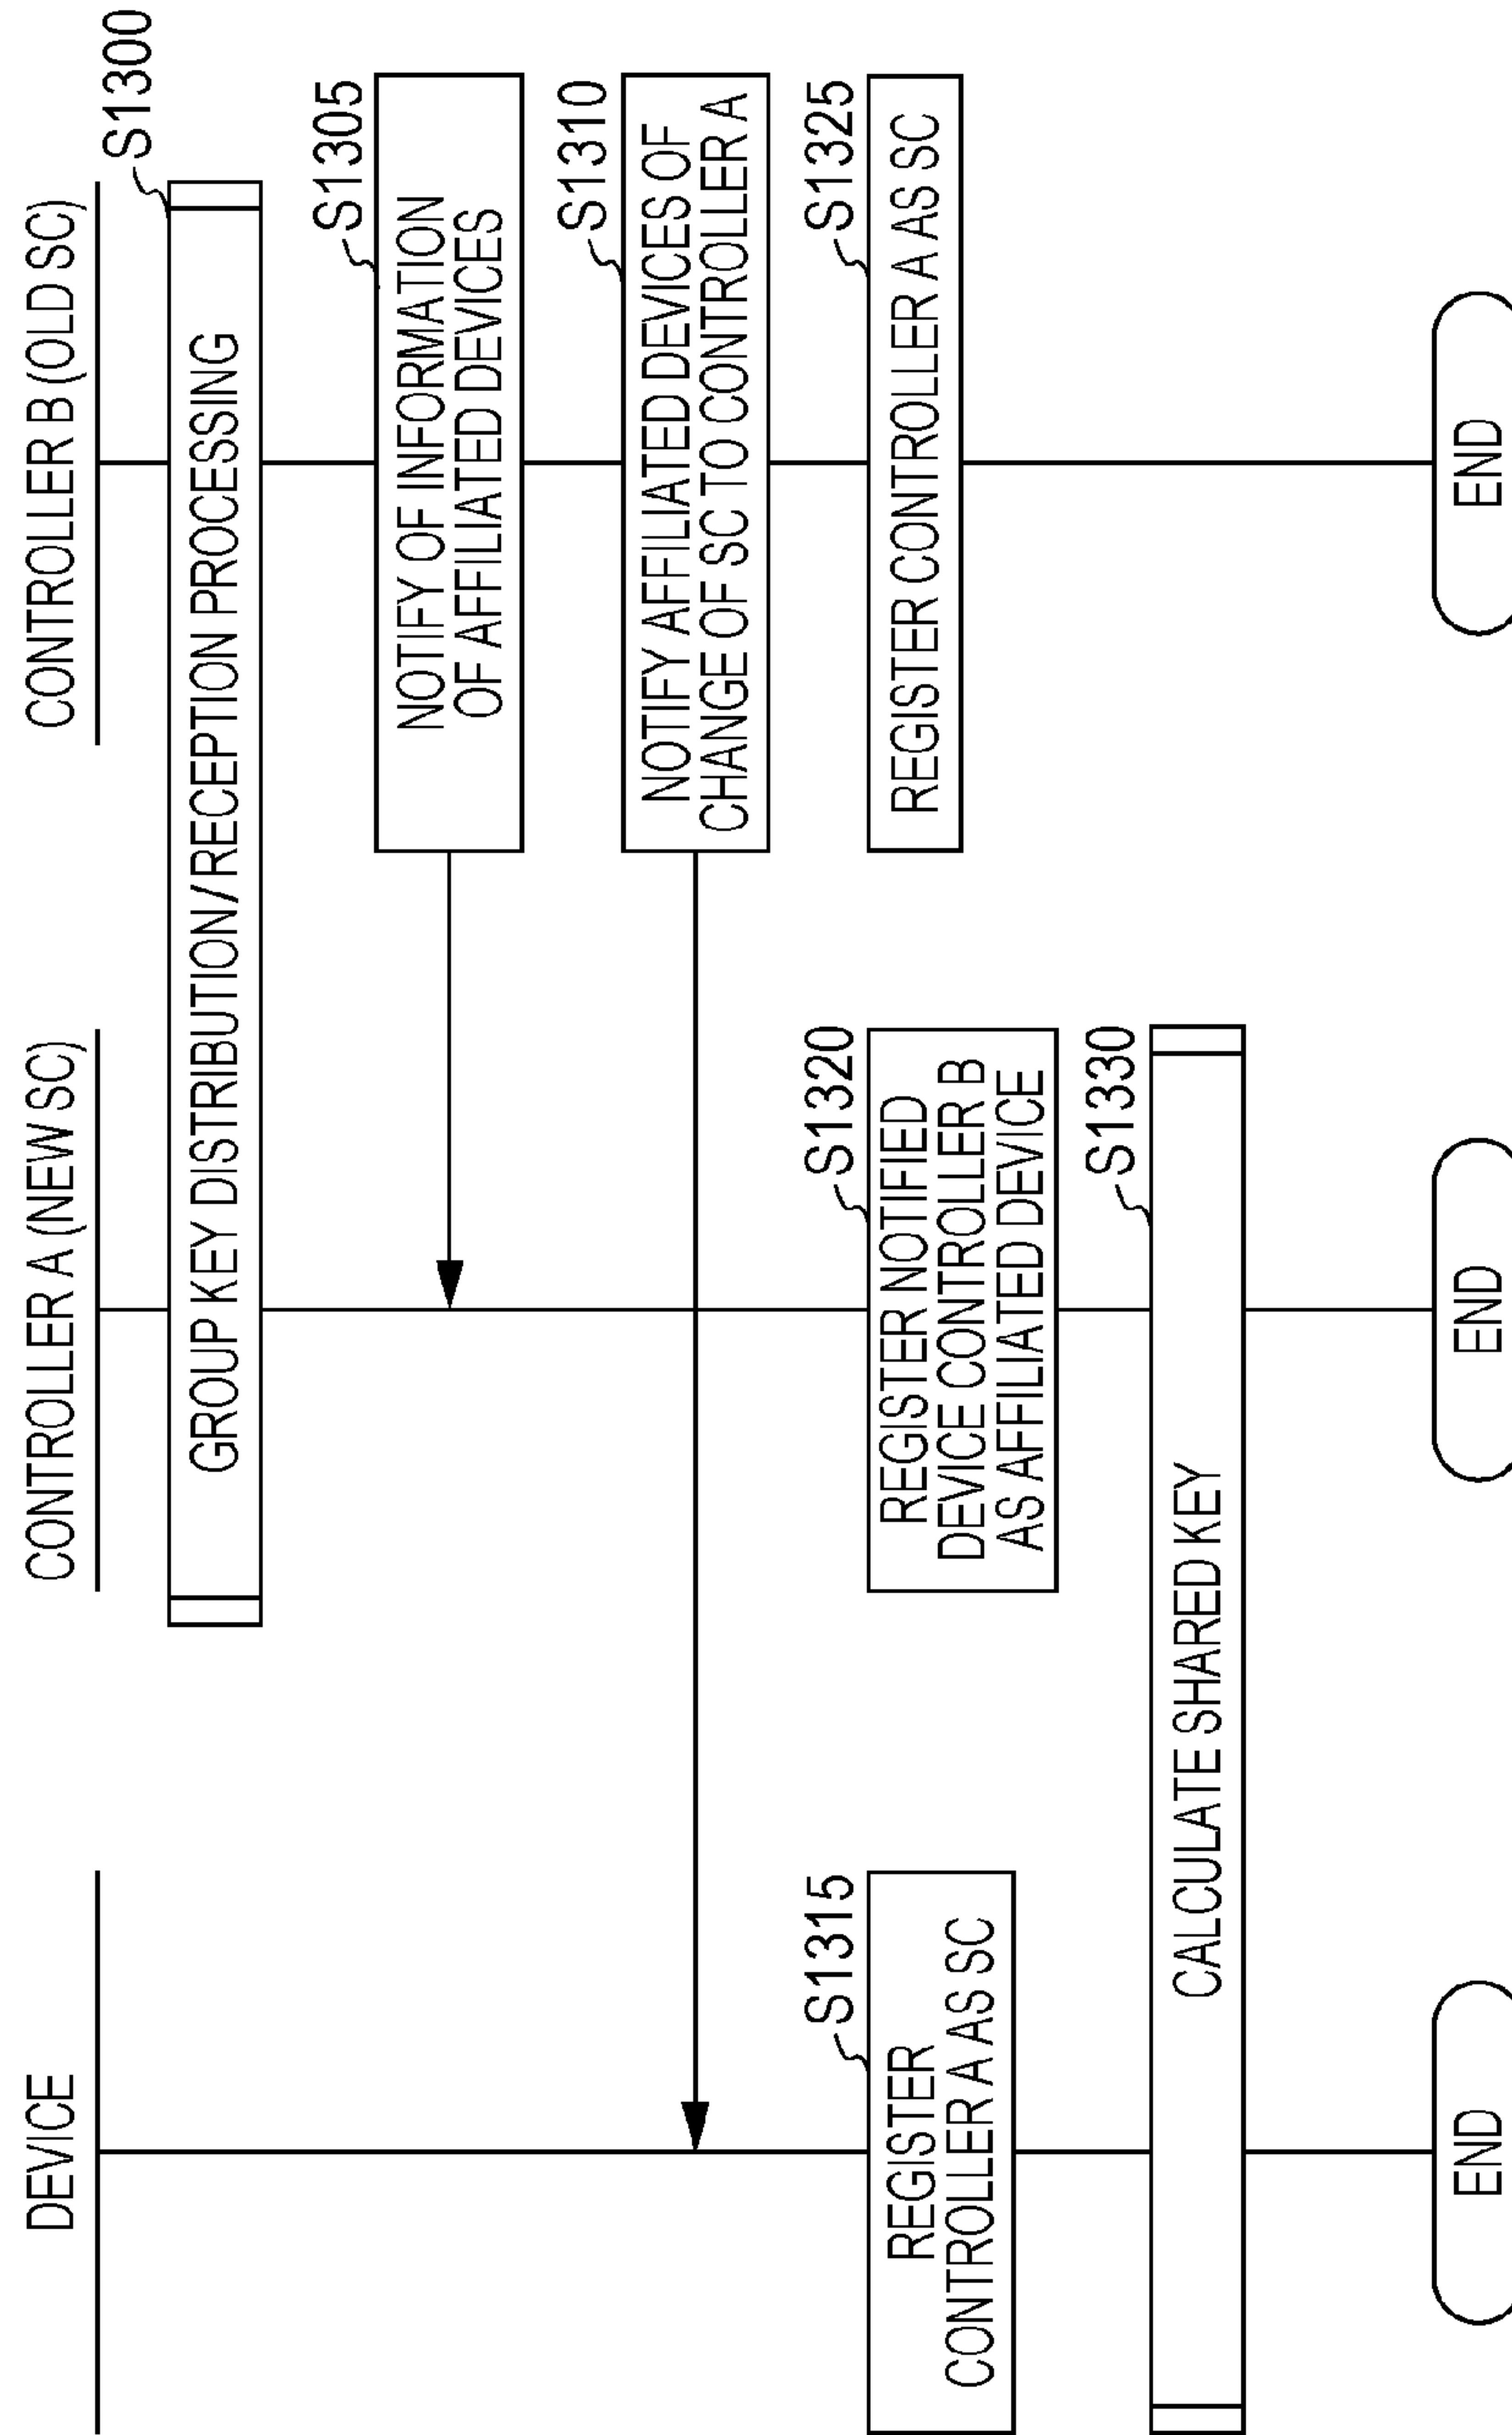 DEVICE
CONTROLLER A (NEW SC)
CONTROLLER B (OLD SC)
S1300
GROUP KEY DISTRIBUTION/RECEPTION PROCESSING
S1305
NOTIFY OF INFORMATION
OF AFFILIATED DEVICES
S1310
NOTIFY AFFILIATED DEVICES OF
CHANGE OF SC TO CONTROLLER A
S1315
REGISTER
CONTROLLER A AS SC
S1320
REGISTER NOTIFIED
DEVICE CONTROLLER B
AS AFFILIATED DEVICE
S1325
REGISTER CONTROLLER A AS SC
S1330
CALCULATE SHARED KEY
END
END
END